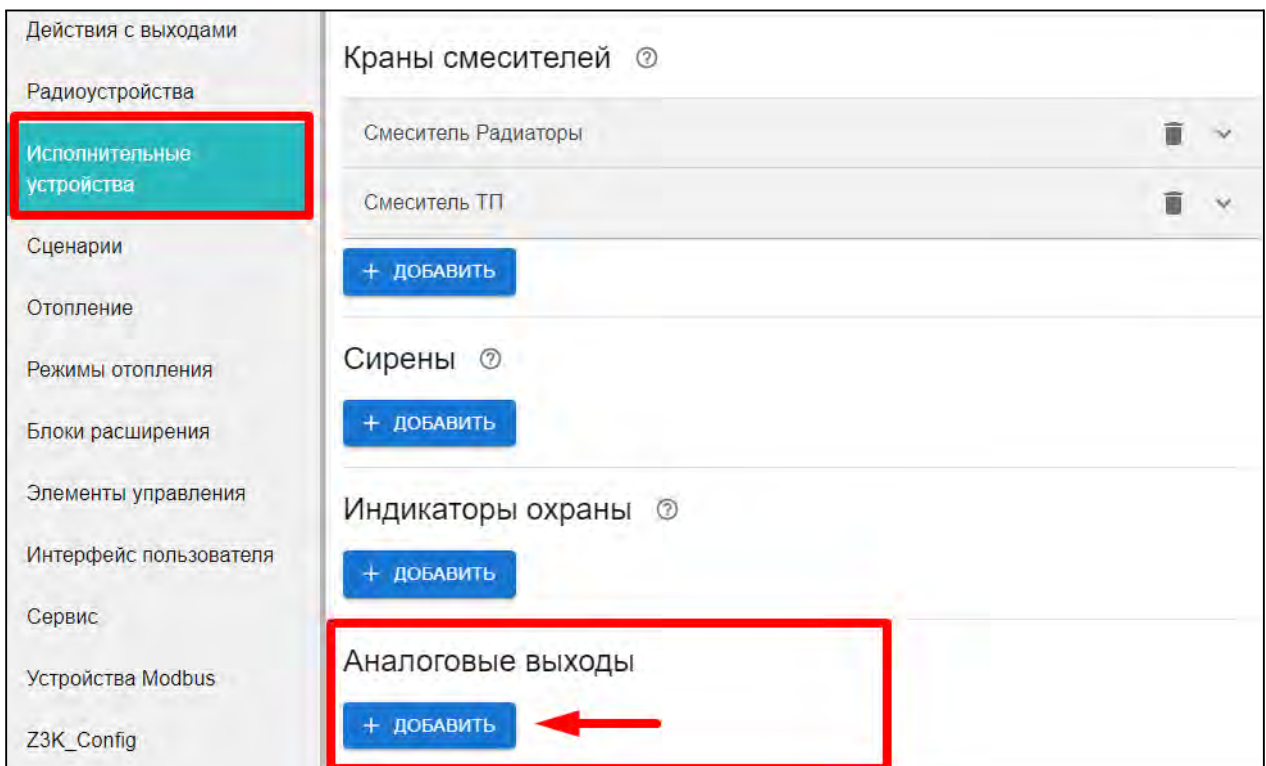 Действия с выходами
Радиоустройства
Исполнительные
устройства
Сценарии
Отопление
Режимы отопления
Блоки расширения
Элементы управления
Интерфейс пользователя
Сервис
Устройства Modbus
Z3K_Config
Краны смесителей ?
Смеситель Радиаторы
Смеситель ТП
+ ДОБАВИТЬ
Сирены ?
+ ДОБАВИТЬ
Индикаторы охраны ?
+ ДОБАВИТЬ
Аналоговые выходы
+ ДОБАВИТЬ